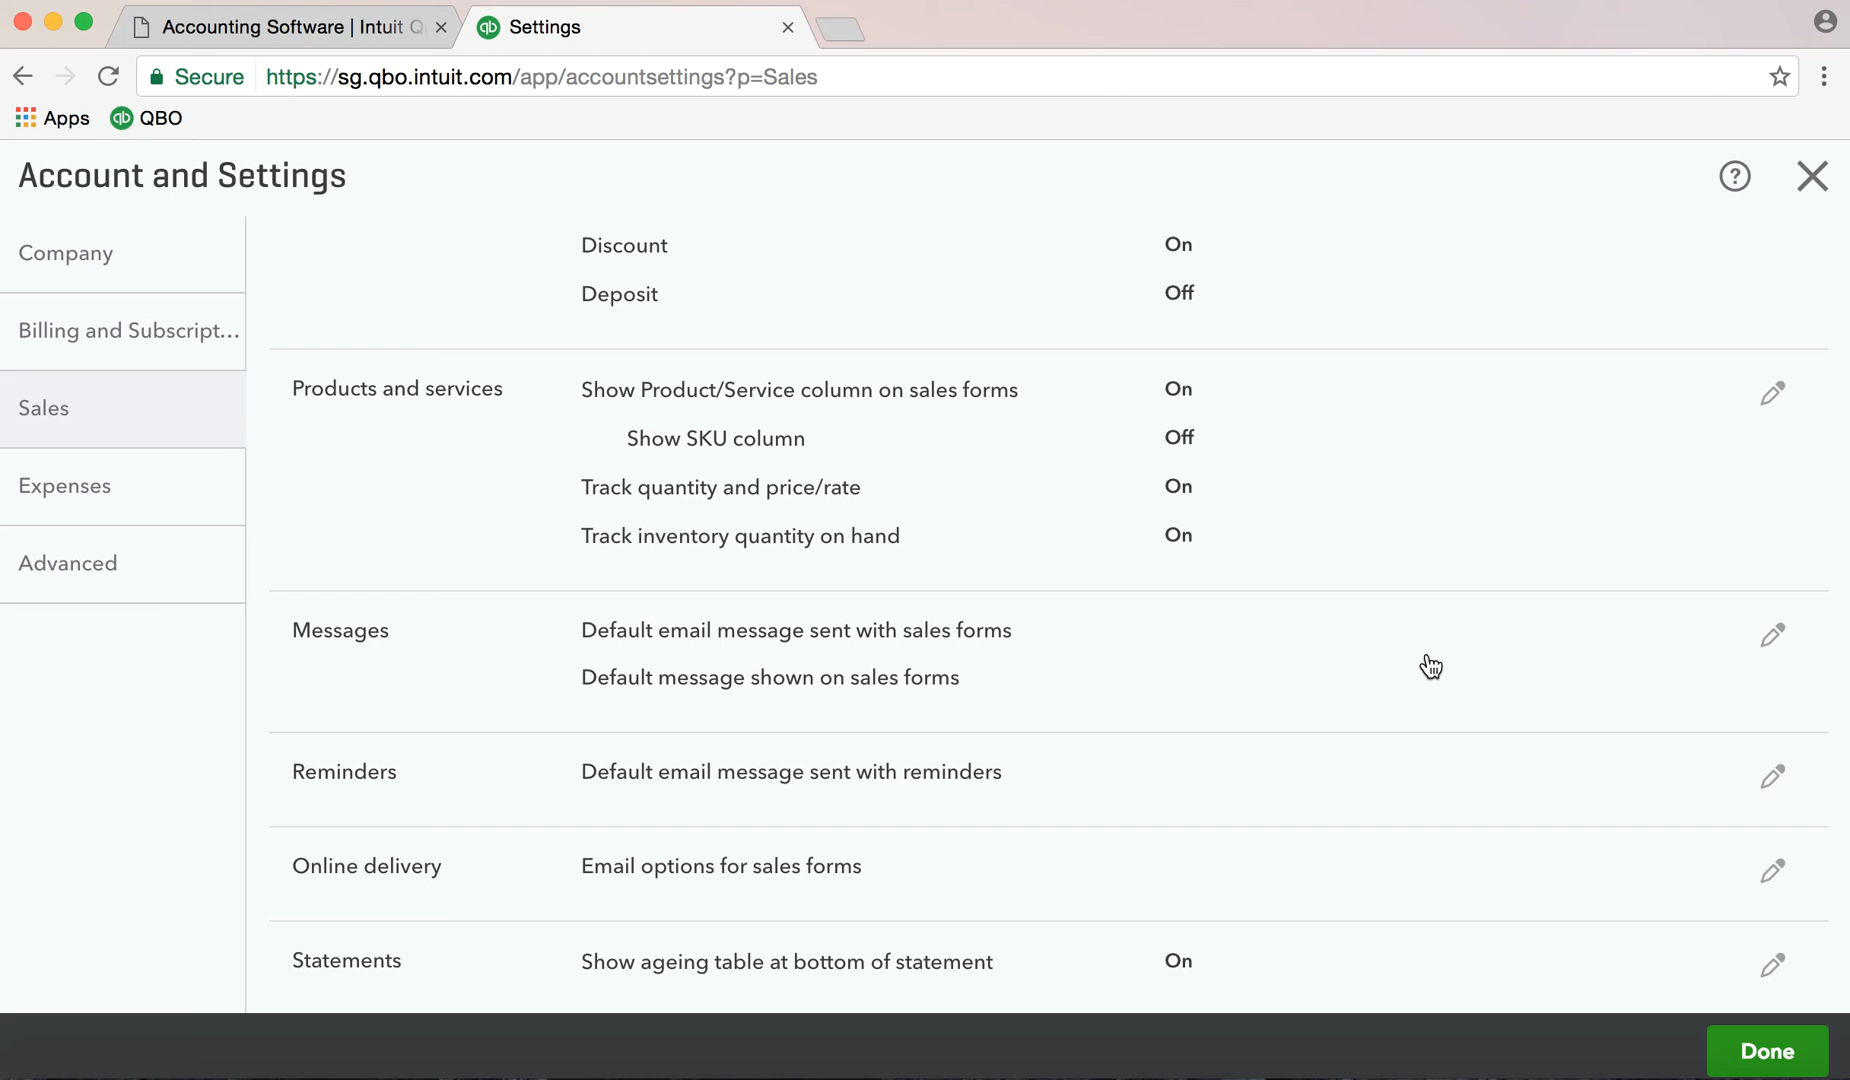 Accounting Software | Intuit Q
Settings
Secure https://sg.qbo.intuit.com/app/accountsettings?p=Sales
Apps
qb QBO
Account and Settings
Company
Billing and Subscript...
Sales
Expenses
Advanced
Discount On
Deposit Off
Products and services Show Product/Service column on sales forms On
Show SKU column Off
Track quantity and price/rate On
Track inventory quantity on hand On
Messages Default email message sent with sales forms
Default message shown on sales forms
Reminders Default email message sent with reminders
Online delivery Email options for sales forms
Statements Show ageing table at bottom of statement On
Done